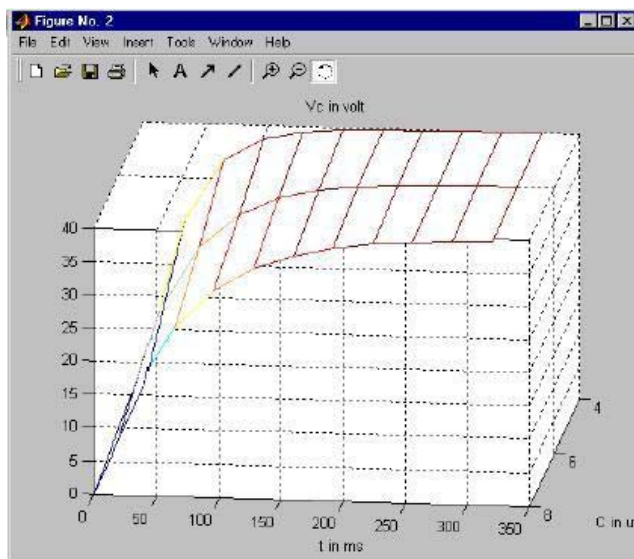 Figure No. 2
File Edit View Insert Tools Window Help
A
Vc in volt
40
35
30
25
20
15
10
5
0
0 50 100 150 200 250 300 350
4
6
8
C in u
t in ms